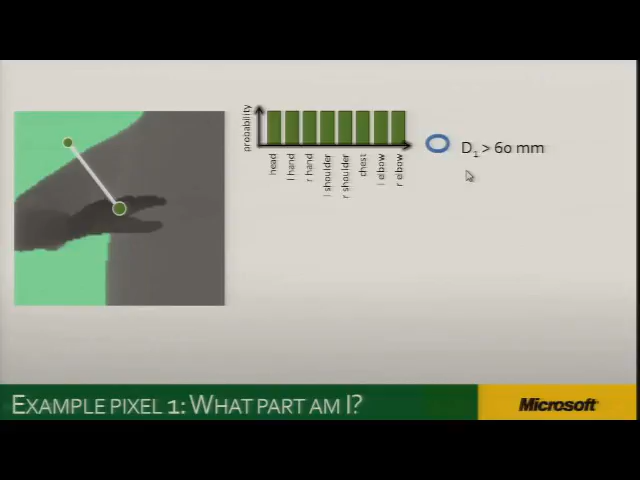 probability
head
l hand
r hand
l shoulder
r shoulder
chest
l elbow
r elbow
D1 > 60 mm
EXAMPLE PIXEL 1: WHAT PART AM I?
Microsoft